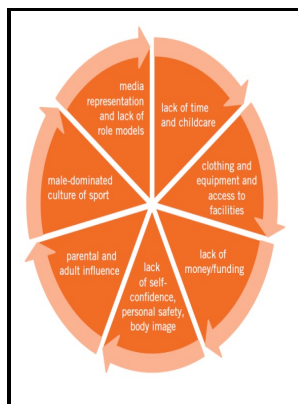 media
representation
and lack of
role models
lack of time
and childcare
clothing and
equipment and
access to
facilities
lack of
money/funding
lack
of self-
confidence,
personal safety,
body image
parental and
adult influence
male-dominated
culture of sport